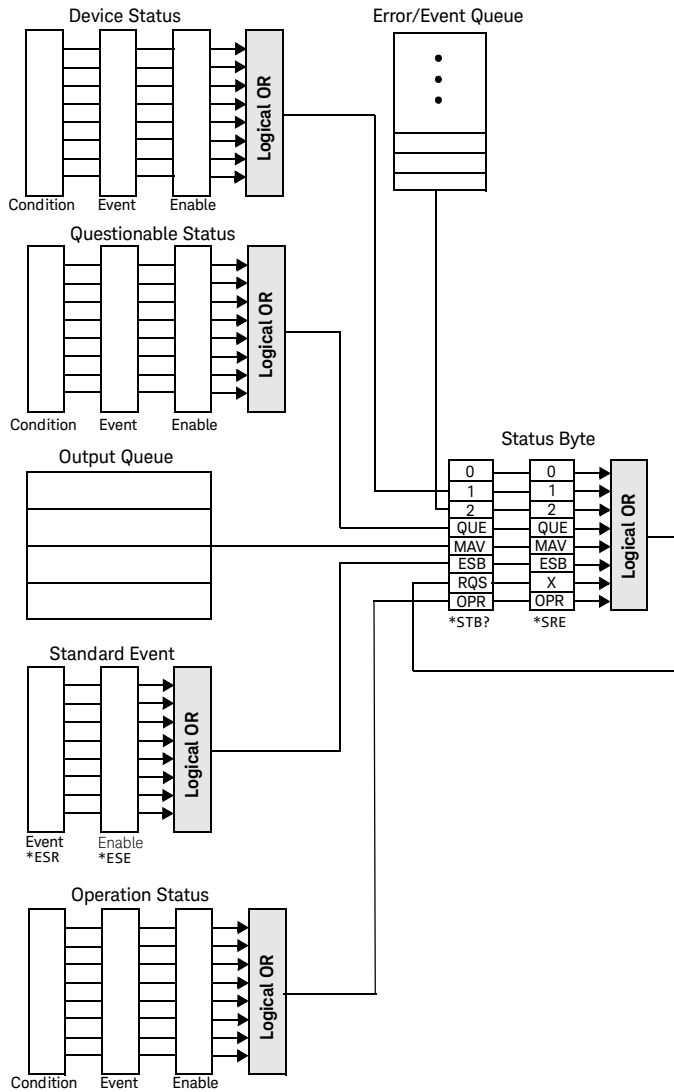 Device Status
Logical OR
Condition Event Enable
Error/Event Queue
Questionable Status
Logical OR
Condition Event Enable
Output Queue
Status Byte
0 0
1 1
2 2
QUE QUE
MAV MAV
ESB ESB
RQS X
OPR OPR
Logical OR
*STB? *SRE
Standard Event
Logical OR
Event Enable
*ESR *ESE
Operation Status
Logical OR
Condition Event Enable